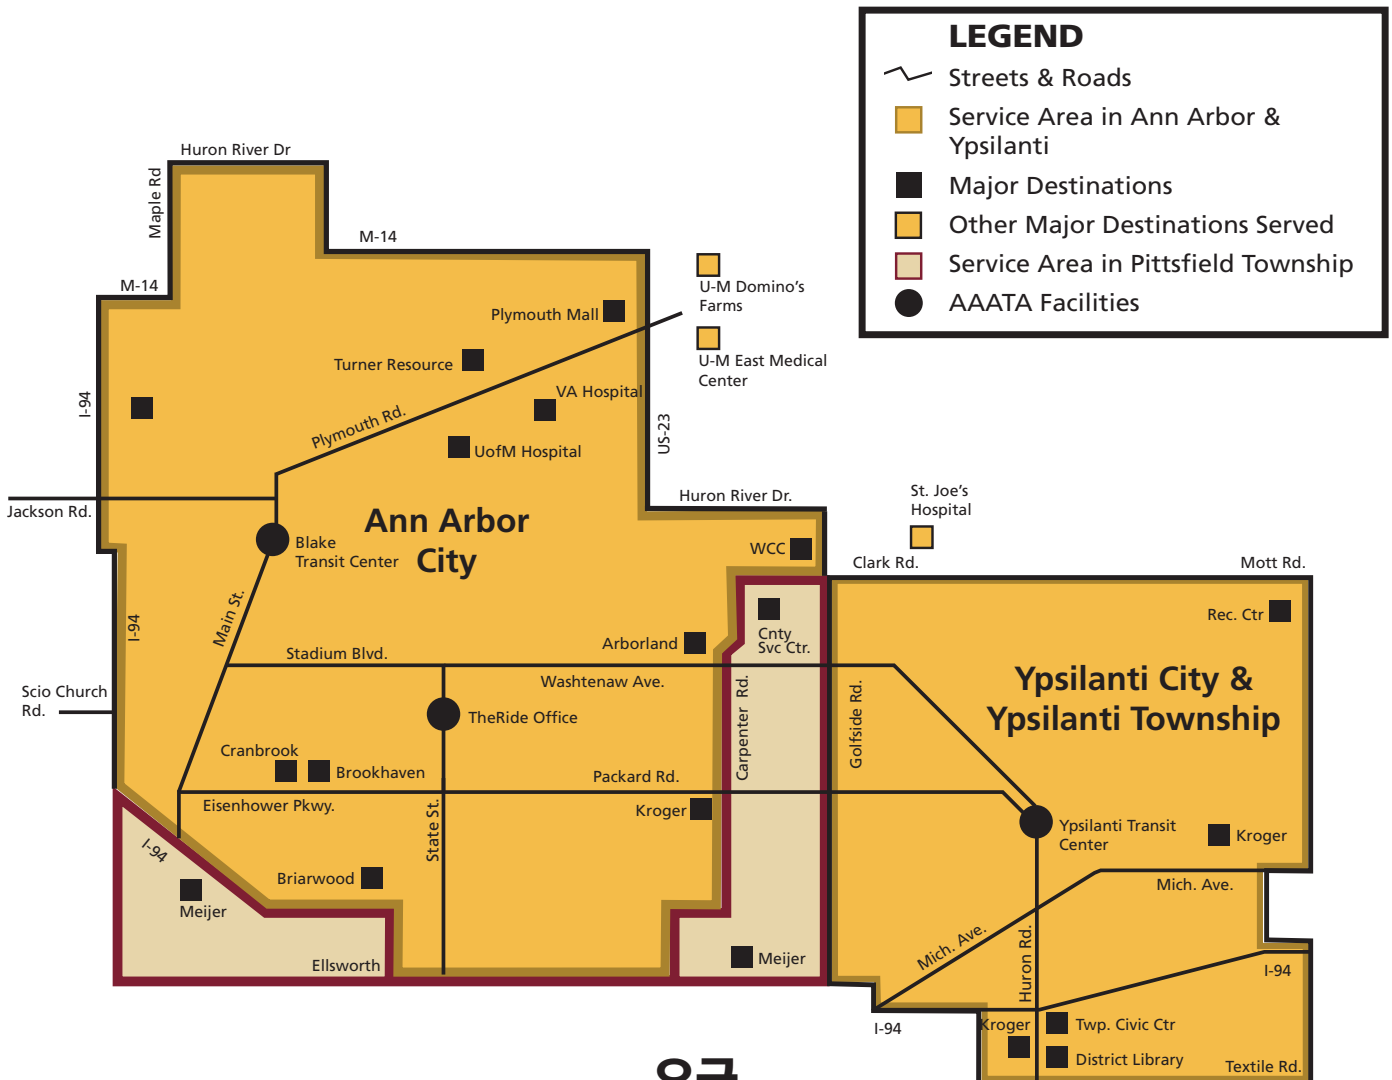 LEGEND
Streets & Roads
Service Area in Ann Arbor &
Ypsilanti
Major Destinations
Other Major Destinations Served
Service Area in Pittsfield Township
AAATA Facilities
Huron River Dr
Maple Rd
M-14
M-14
I-94
U-M Domino's
Farms
Plymouth Mall
U-M East Medical
Center
Turner Resource
VA Hospital
Plymouth Rd.
UofM Hospital
US-23
Jackson Rd.
Huron River Dr.
St. Joe's
Hospital
Ann Arbor
City
Blake
Transit Center
WCC
Clark Rd.
Mott Rd.
I-94
Main St.
Rec. Ctr
Cnty
Svc Ctr.
Arborland
Stadium Blvd.
Washtenaw Ave.
Ypsilanti City &
Ypsilanti Township
Scio Church
Rd.
TheRide Office
Carpenter Rd.
Golfside Rd.
Cranbrook
Brookhaven
Packard Rd.
Eisenhower Pkwy.
Kroger
State St.
Ypsilanti Transit
Center
Kroger
I-94
Briarwood
Mich. Ave.
Meijer
Mich. Ave.
Huron Rd.
Meijer
Ellsworth
I-94
I-94
Kroger
Twp. Civic Ctr
District Library
Textile Rd.